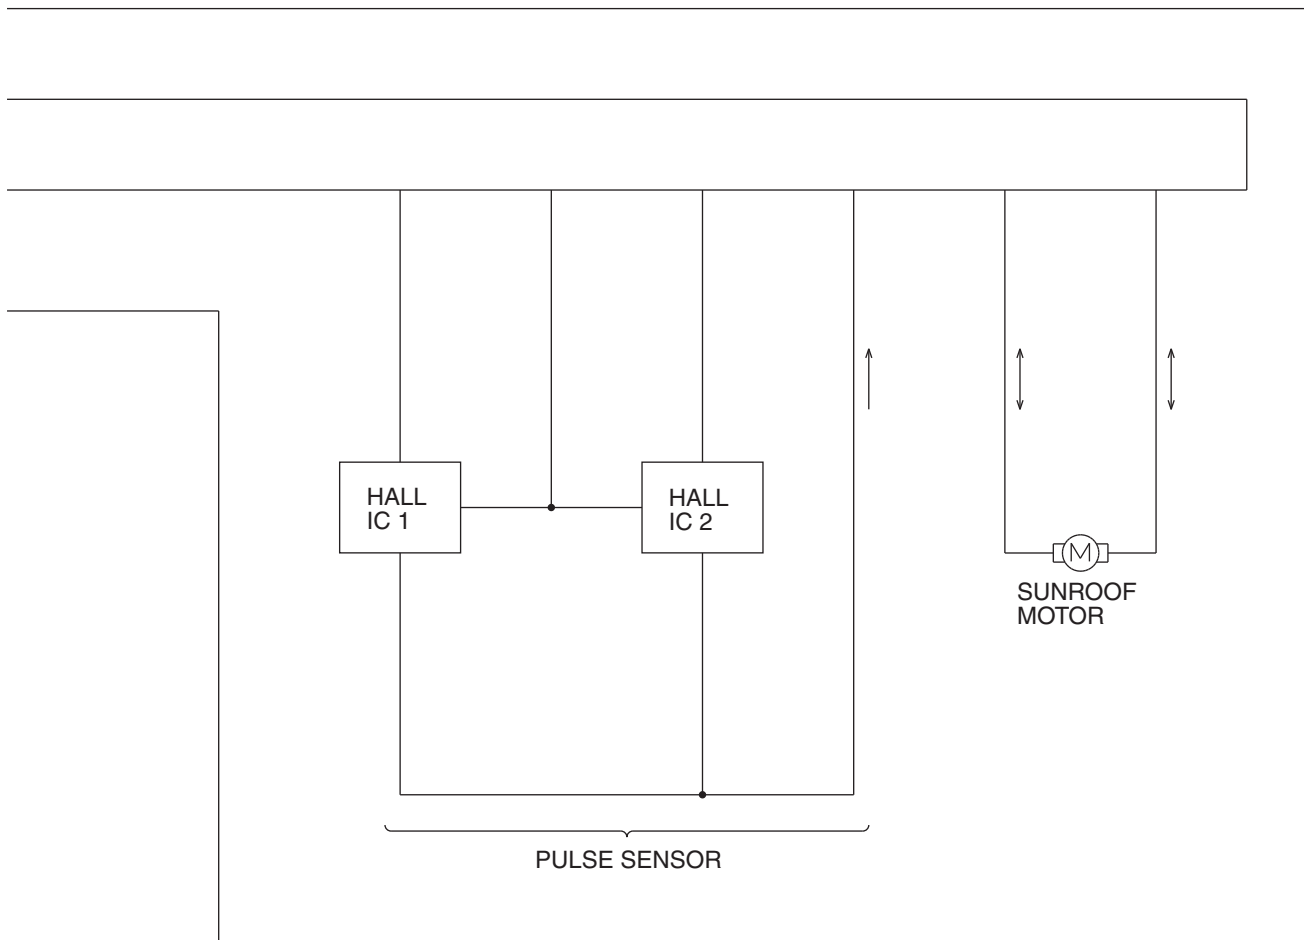 HALL
IC 1
HALL
IC 2
M
SUNROOF
MOTOR
PULSE SENSOR